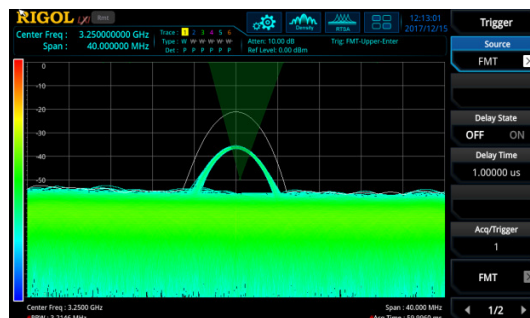 RIGOL LXI Rmt
12:13:01
2017/12/15
Center Freq : 3.250000000 GHz
Span : 40.000000 MHz
Trace : 1 2 3 4 5 6
Type : W W W W W W
Det : P P P P P P
Density
RTSA
Atten: 10.00 dB
Ref Level: 0.00 dBm
Trig: FMT-Upper-Enter
0
-10
-20
-30
-40
-50
Center Freq : 3.2500 GHz
Span : 40.000 MHz
Trigger
Source
FMT
Delay State
OFF ON
Delay Time
1.00000 us
Acq/Trigger
1
FMT
1/2